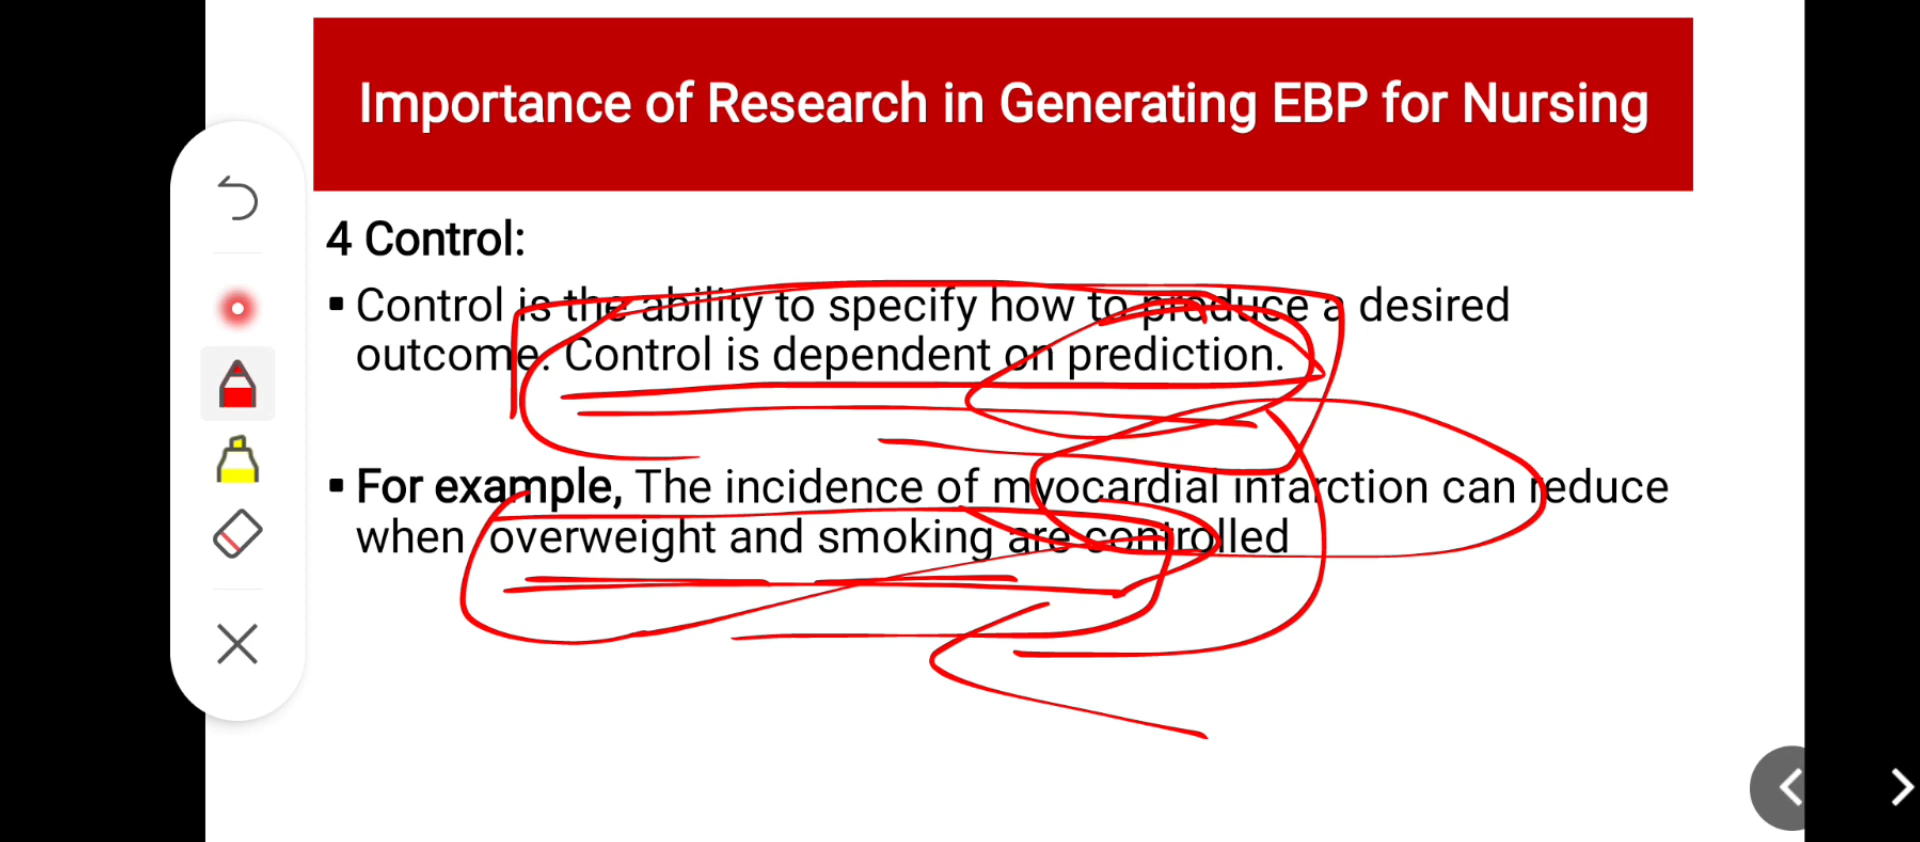 Importance of Research in Generating EBP for Nursing
4 Control:
▪ Control is the ability to specify how to produce a desired
outcome. Control is dependent on prediction.
▪ For example, The incidence of myocardial infarction can reduce
when overweight and smoking are controlled